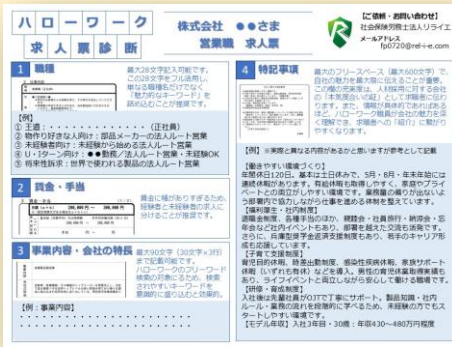 ハローワーク
求人票診断
株式会社 ●●さま
営業職 求人票
【ご依頼・お問い合わせ】
社会保険労務士法人リライエ
メールアドレス
fp0720@rel-i-e.com
1 職種
最大28文字記入可能です。
この28文字をフル活用し、
単なる職種名だけでなく
「魅力的なキーワード」を
詰め込むことが推奨です。
【例】
① 王道：・・・・・・・・・・（正社員）
② 物作り好きな人向け：部品メーカーの法人ルート営業
③ 未経験者向け：未経験から始める法人ルート営業
④ U・Iターン向け：●●勤務／法人ルート営業・未経験OK
⑤ 将来性訴求：世界で使われる製品の法人ルート営業
2 賃金・手当
賃金に幅がありすぎるため、
経験者と未経験者の求人に
分けることが推奨です。
3 事業内容・会社の特長
最大90文字（30文字×3行）
まで記載可能です。
ハローワークのフリーワード
検索の対象になるため、検索
されやすいキーワードを
意識的に盛り込むと効果的。
【例：事業内容】
4 特記事項
最大のフリースペース（最大600文字）で、
自社の魅力を最大限に伝えることが重要。
この欄の充実度は、人材採用に対する会社
の「本気度合いの証」として求職者に伝わ
ります。また、情報が具体的であればある
ほど、ハローワーク職員が会社の魅力を深
く理解でき、求職者への「紹介」に繋がり
やすくなります。
【例】※実際と異なる内容があるかと思いますが参考として記載
【働きやすい環境づくり】
年間休日120日。基本は土日休みで、5月・8月・年末年始には
連続休暇があります。有給休暇も取得しやすく、家庭やプライ
ベートとの両立がしやすい環境です。業務量の偏りが出ないよ
う部署内で協力しながら仕事を進める体制を整えています。
【福利厚生・社内制度】
退職金制度、各種手当のほか、親睦会・社員旅行・納涼会・忘
年会など社内イベントもあり、部署を越えた交流も活発です。
さらに、兵庫型奨学金返済支援制度もあり、若手のキャリア形
成も応援しています。
【子育て支援制度】
育児目的休暇、時差出勤制度、感染性疾病休暇、家族サポート
休暇（いずれも有休）などを導入。男性の育児休業取得実績も
あり、ライフイベントと両立しながら安心して働ける職場です。
【研修・育成制度】
入社後は先輩社員がOJTで丁寧にサポート。製品知識・社内
ルール・業務の流れを段階的に学べるため、未経験の方でもス
タートしやすい環境です。
【モデル年収】入社3年目・30歳：年収430～480万円程度